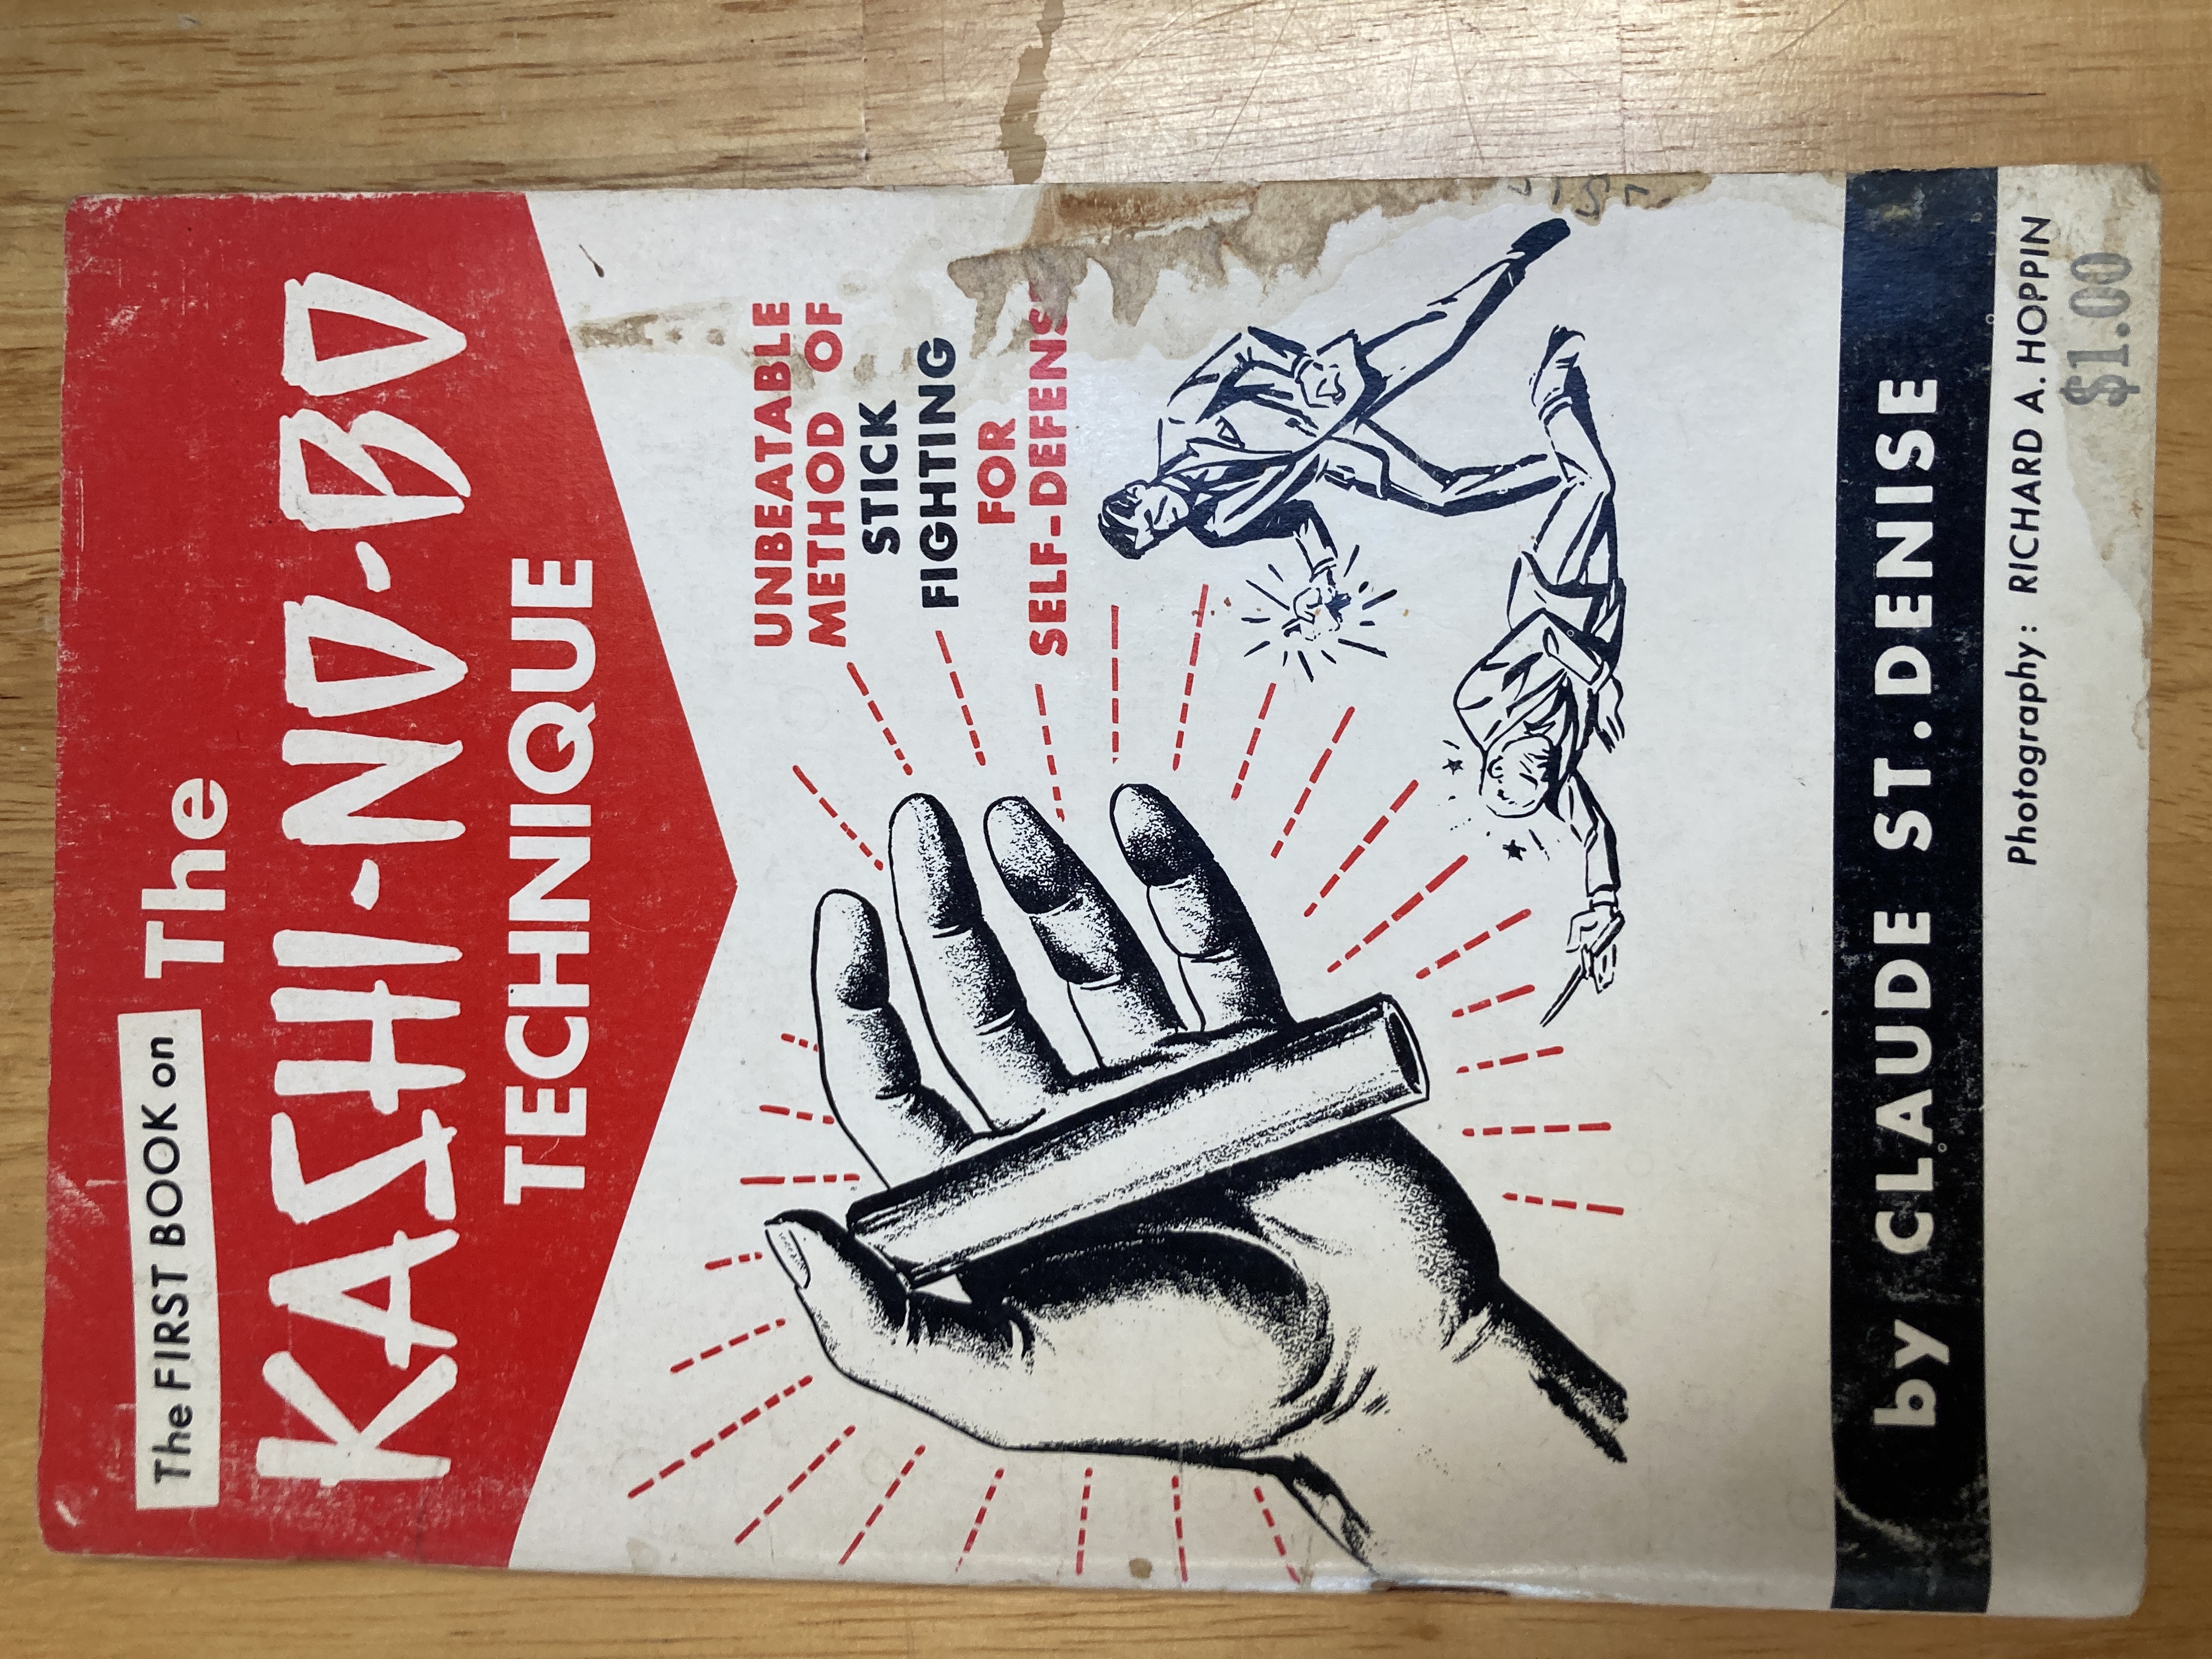 The FIRST BOOK on The
KASHI-NO-BO
TECHNIQUE
UNBEATABLE
METHOD OF
STICK
FIGHTING
FOR
SELF-DEFENSE
by CLAUDE ST. DENISE
Photography: RICHARD A. HOPPIN
$1.00